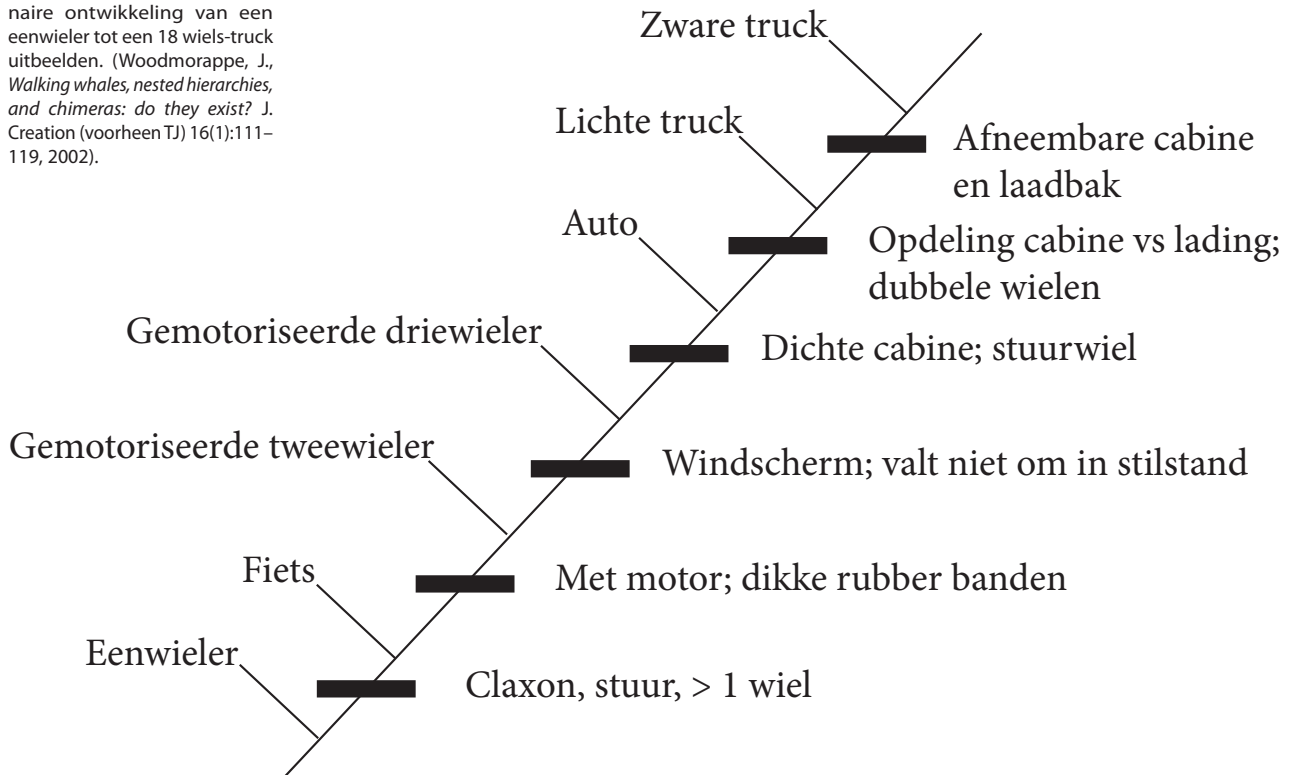 naire ontwikkeling van een
eenwieler tot een 18 wiels-truck
uitbeelden. (Woodmorappe, J.,
Walking whales, nested hierarchies,
and chimeras: do they exist? J.
Creation (voorheen TJ) 16(1):111–
119, 2002).
Zware truck
Lichte truck
Afneembare cabine
en laadbak
Auto
Opdeling cabine vs lading;
dubbele wielen
Gemotoriseerde driewieler
Dichte cabine; stuurwiel
Gemotoriseerde tweewieler
Windscherm; valt niet om in stilstand
Fiets
Met motor; dikke rubber banden
Eenwieler
Claxon, stuur, > 1 wiel